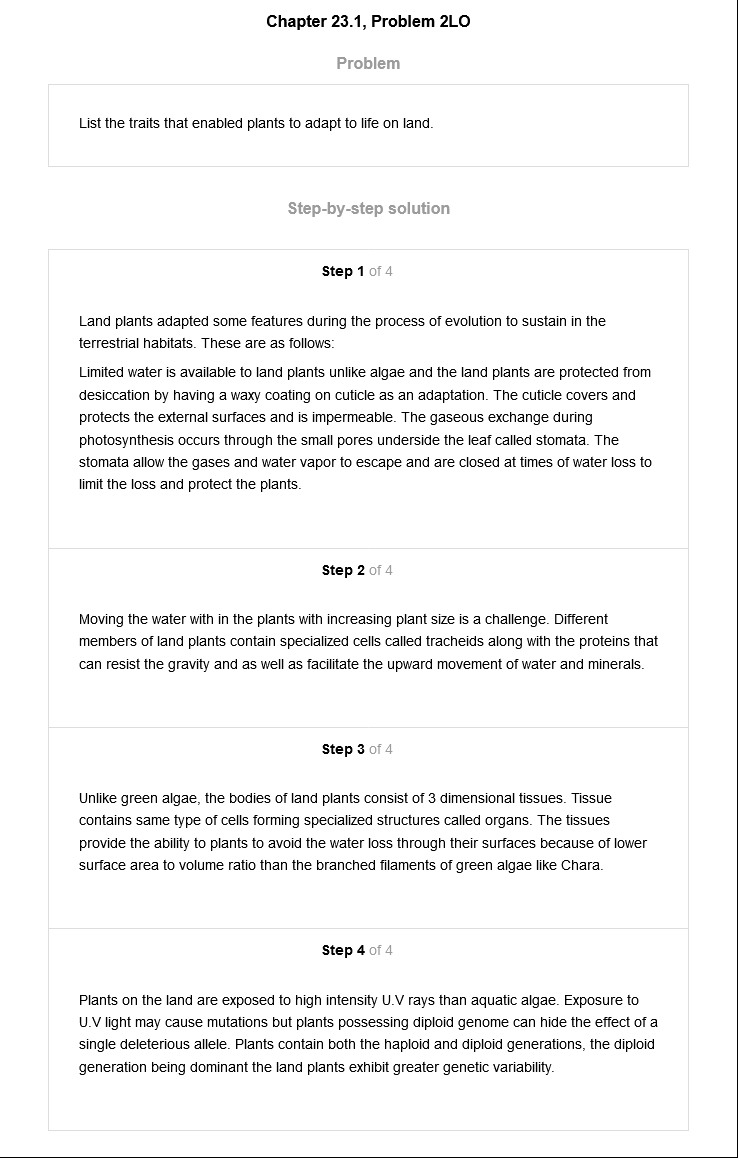 Chapter 23.1, Problem 2LO
Problem
List the traits that enabled plants to adapt to life on land.
Step-by-step solution
Step 1 of 4
Land plants adapted some features during the process of evolution to sustain in the
terrestrial habitats. These are as follows:
Limited water is available to land plants unlike algae and the land plants are protected from
desiccation by having a waxy coating on cuticle as an adaptation. The cuticle covers and
protects the external surfaces and is impermeable. The gaseous exchange during
photosynthesis occurs through the small pores underside the leaf called stomata. The
stomata allow the gases and water vapor to escape and are closed at times of water loss to
limit the loss and protect the plants.
Step 2 of 4
Moving the water with in the plants with increasing plant size is a challenge. Different
members of land plants contain specialized cells called tracheids along with the proteins that
can resist the gravity and as well as facilitate the upward movement of water and minerals.
Step 3 of 4
Unlike green algae, the bodies of land plants consist of 3 dimensional tissues. Tissue
contains same type of cells forming specialized structures called organs. The tissues
provide the ability to plants to avoid the water loss through their surfaces because of lower
surface area to volume ratio than the branched filaments of green algae like Chara.
Step 4 of 4
Plants on the land are exposed to high intensity U.V rays than aquatic algae. Exposure to
U.V light may cause mutations but plants possessing diploid genome can hide the effect of a
single deleterious allele. Plants contain both the haploid and diploid generations, the diploid
generation being dominant the land plants exhibit greater genetic variability.